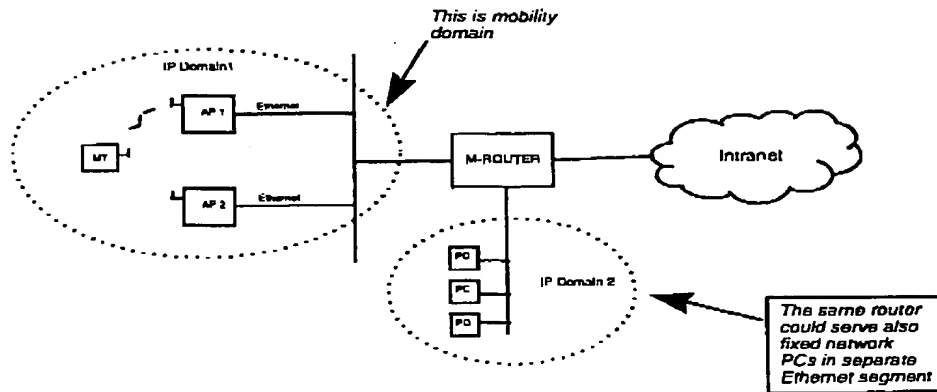 This is mobility
domain
IP Domain1
AP 1
Ethernet
MT
M-ROUTER
Intranet
AP 2
Ethernet
PC
PC
PC
IP Domain 2
The same router
could serve also
fixed network
PCs in separate
Ethernet segment